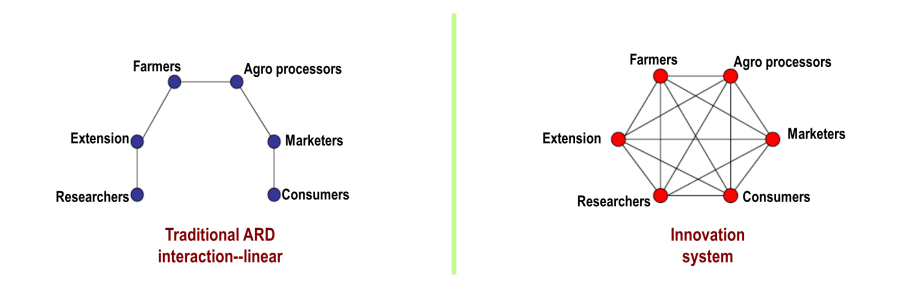 Farmers
Agro processors
Extension
Marketers
Researchers
Consumers
Traditional ARD
interaction--linear
Farmers
Agro processors
Extension
Marketers
Researchers
Consumers
Innovation
system